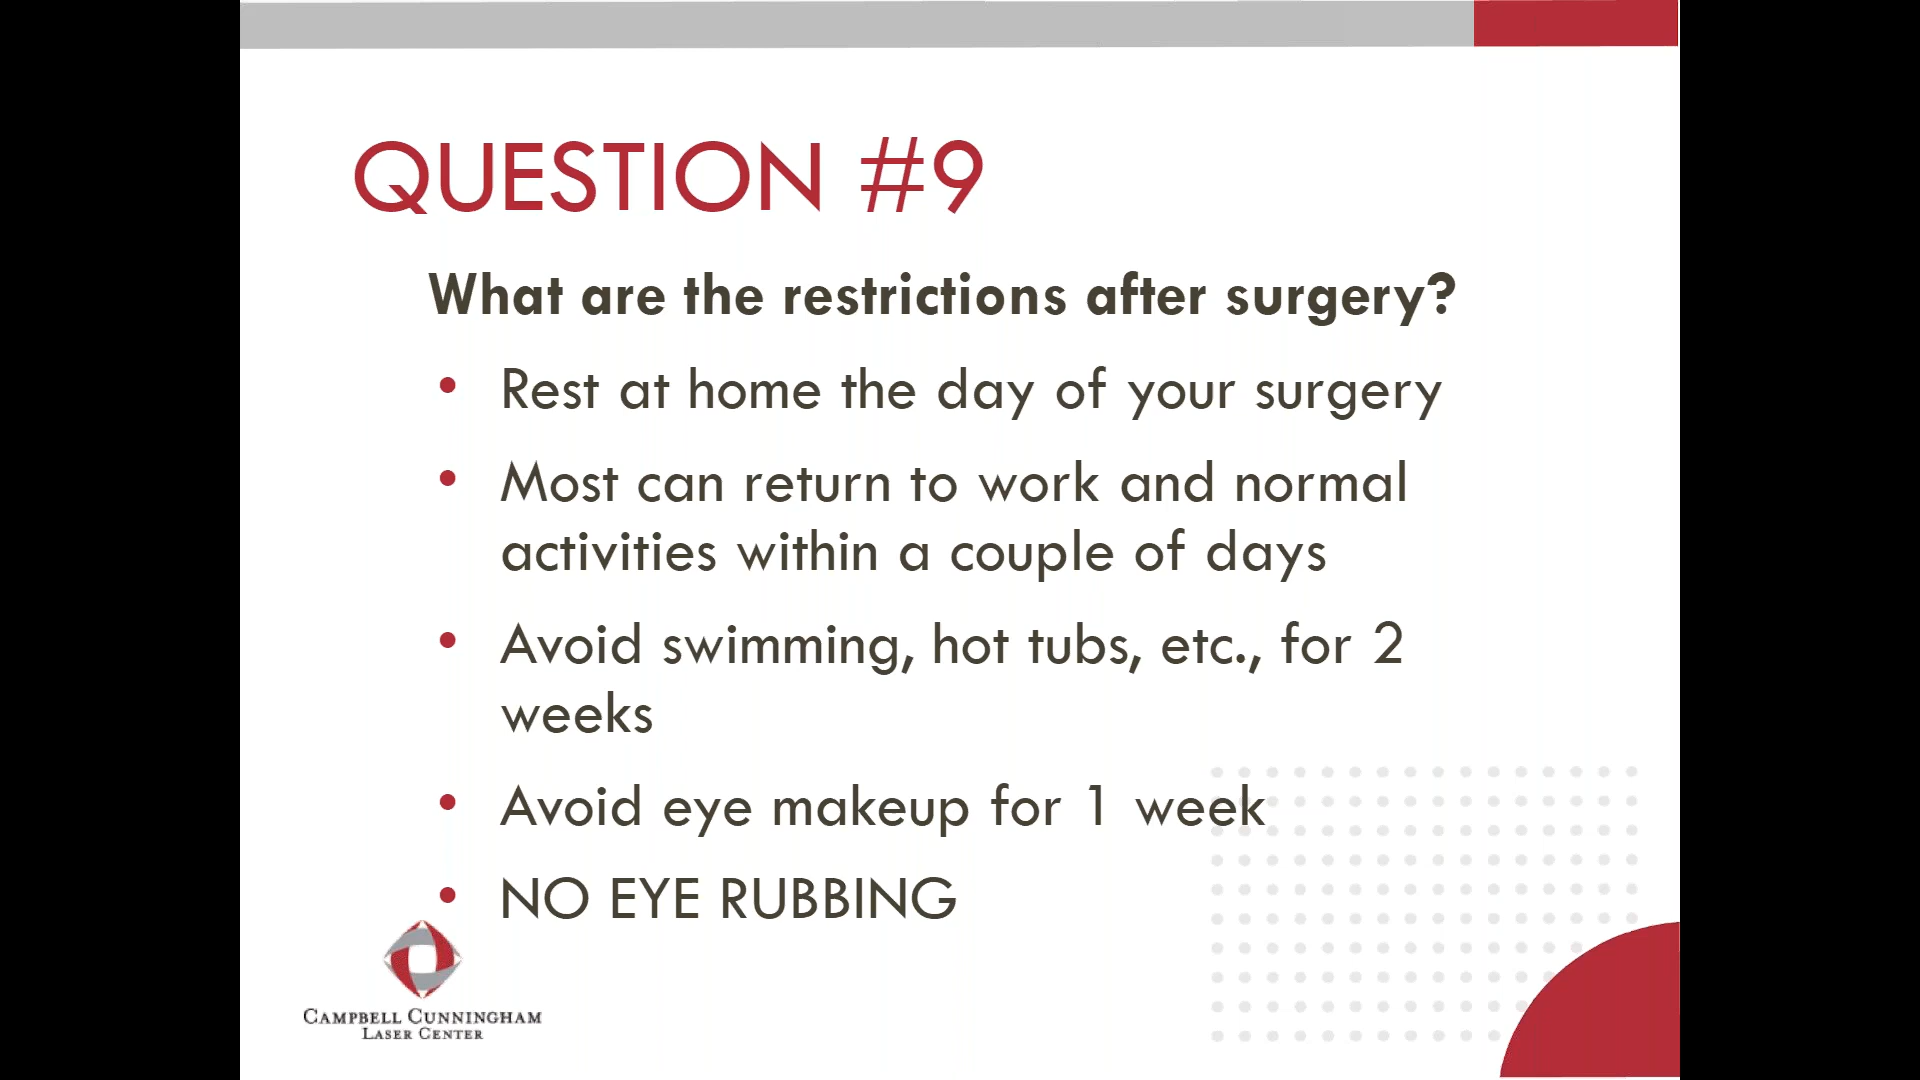 QUESTION #9
What are the restrictions after surgery?
• Rest at home the day of your surgery
• Most can return to work and normal
activities within a couple of days
• Avoid swimming, hot tubs, etc., for 2
weeks
• Avoid eye makeup for 1 week
• NO EYE RUBBING
CAMPBELL CUNNINGHAM
LASER CENTER